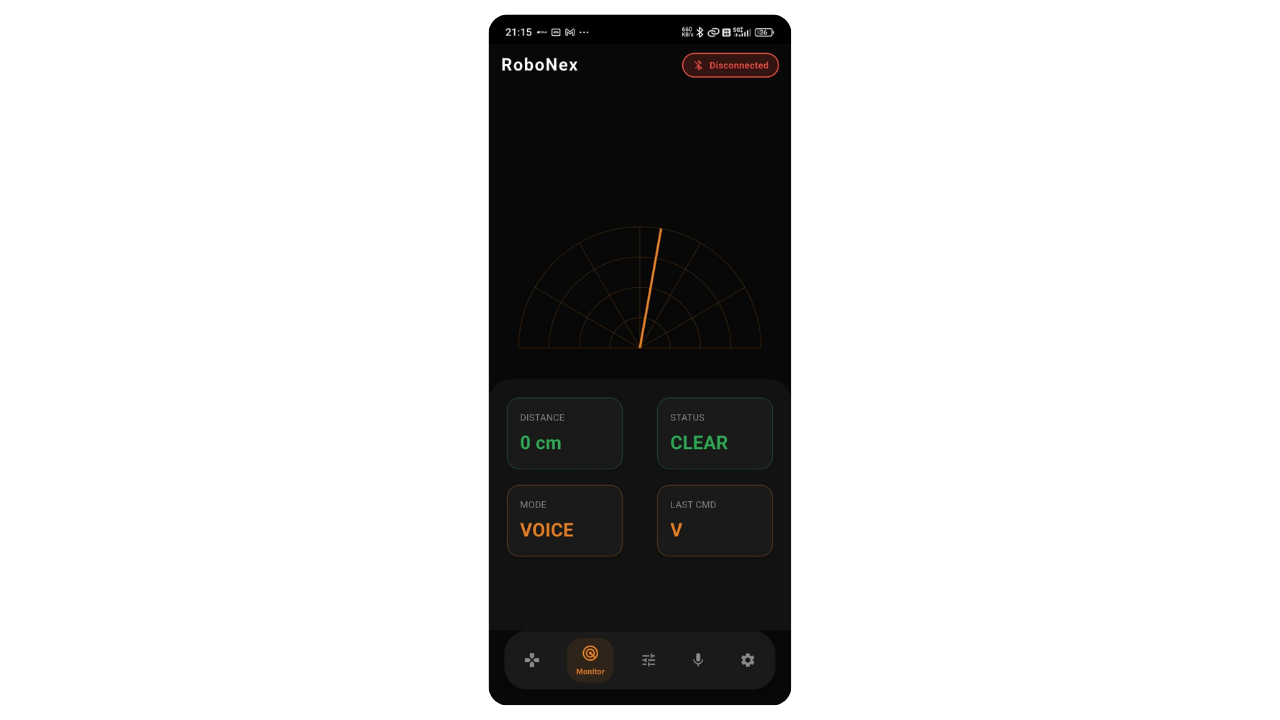 21:15
RoboNex
Disconnected
DISTANCE
0 cm
STATUS
CLEAR
MODE
VOICE
LAST CMD
V
Monitor